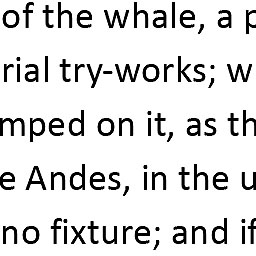 of the whale, a p
rial try-works; w
mped on it, as th
e Andes, in the u
no fixture; and if